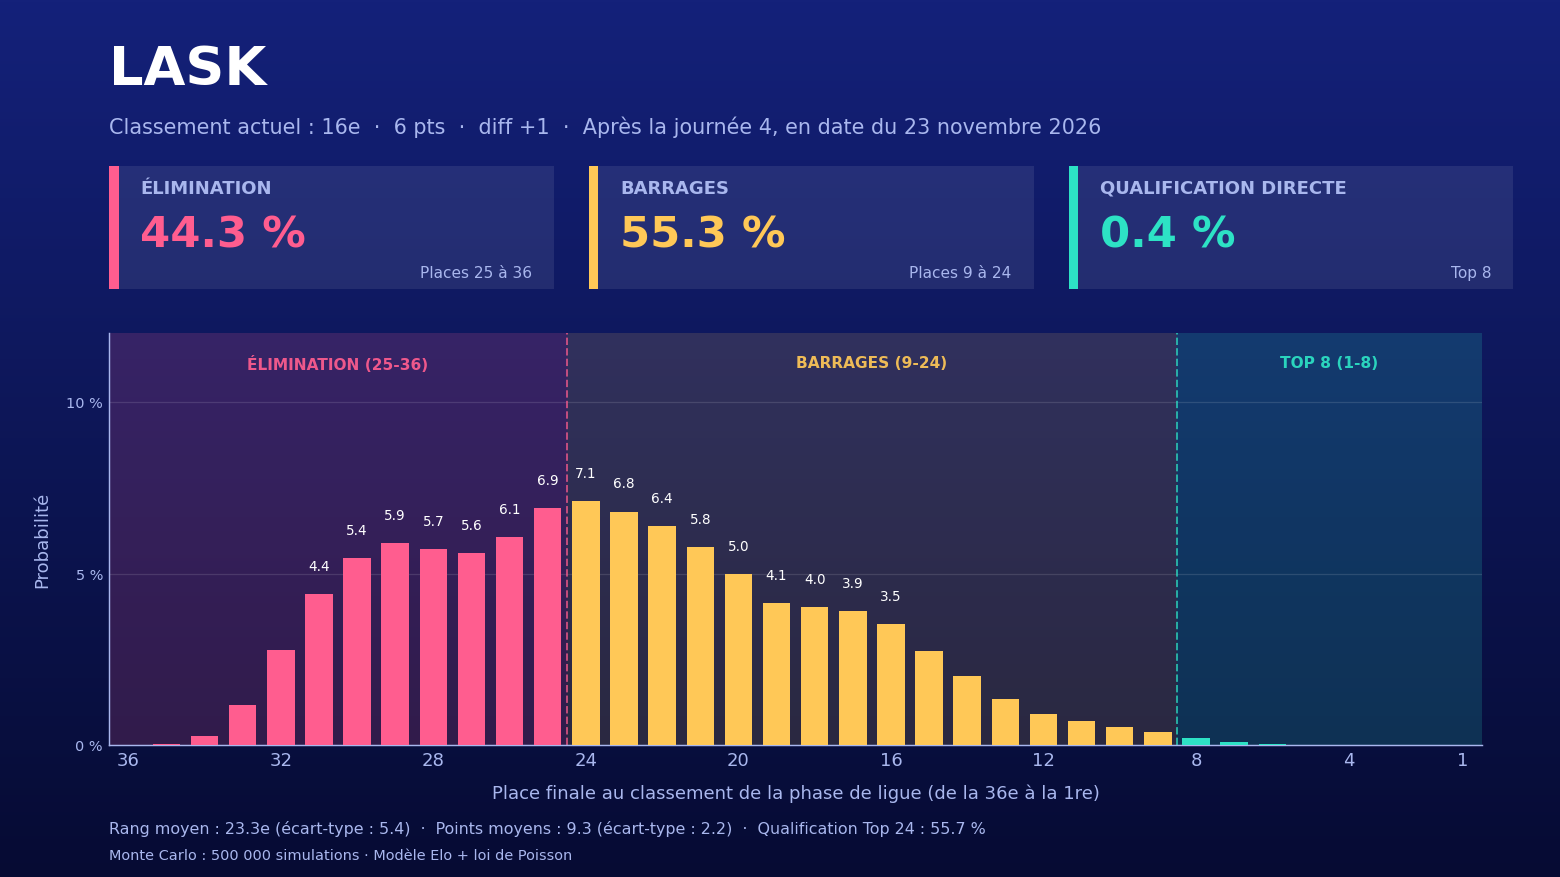 LASK
Classement actuel : 16e · 6 pts · diff +1 · Après la journée 4, en date du 23 novembre 2026
ÉLIMINATION
44.3 %
Places 25 à 36
BARRAGES
55.3 %
Places 9 à 24
QUALIFICATION DIRECTE
0.4 %
Top 8
ÉLIMINATION (25-36)
BARRAGES (9-24)
TOP 8 (1-8)
Probabilité
10 %
5 %
0 %
4.4
5.4
5.9
5.7
5.6
6.1
6.9
7.1
6.8
6.4
5.8
5.0
4.1
4.0
3.9
3.5
36 32 28 24 20 16 12 8 4 1
Place finale au classement de la phase de ligue (de la 36e à la 1re)
Rang moyen : 23.3e (écart-type : 5.4) · Points moyens : 9.3 (écart-type : 2.2) · Qualification Top 24 : 55.7 %
Monte Carlo : 500 000 simulations · Modèle Elo + loi de Poisson